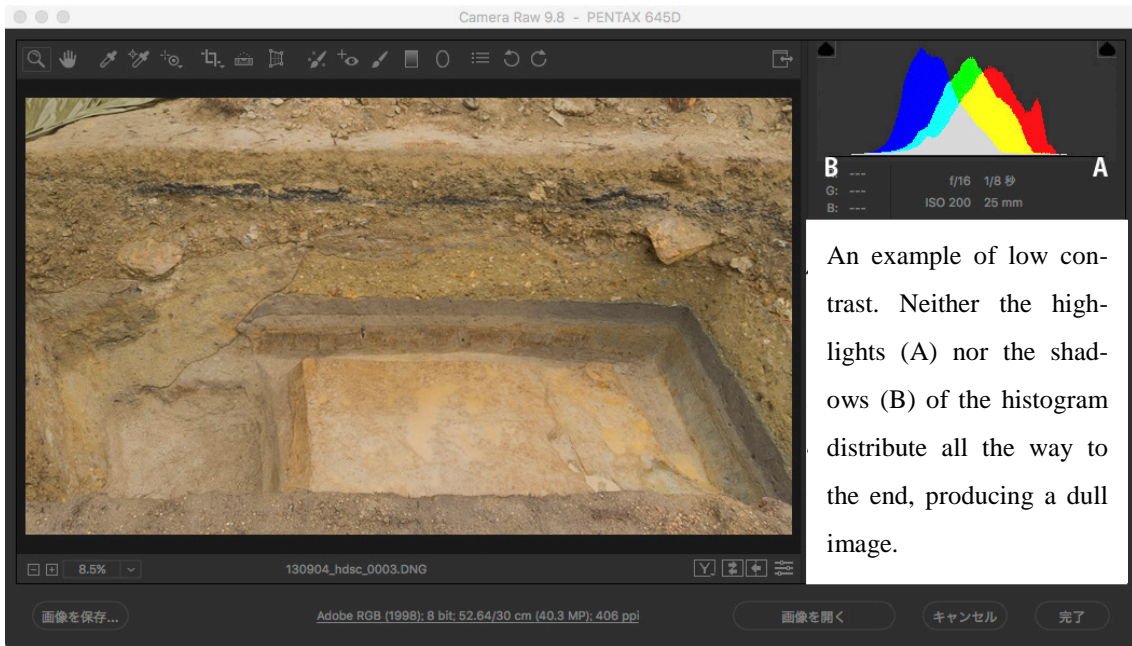 Camera Raw 9.8 - PENTAX 645D
B
A
---
G: ---
B: ---
f/16 1/8 秒
ISO 200 25 mm
An example of low con-
trast. Neither the high-
lights (A) nor the shad-
ows (B) of the histogram
distribute all the way to
the end, producing a dull
image.
8.5%
130904_hdsc_0003.DNG
Y
画像を保存...
Adobe RGB (1998); 8 bit; 52.64/30 cm (40.3 MP); 406 ppi
画像を開く
キャンセル
完了